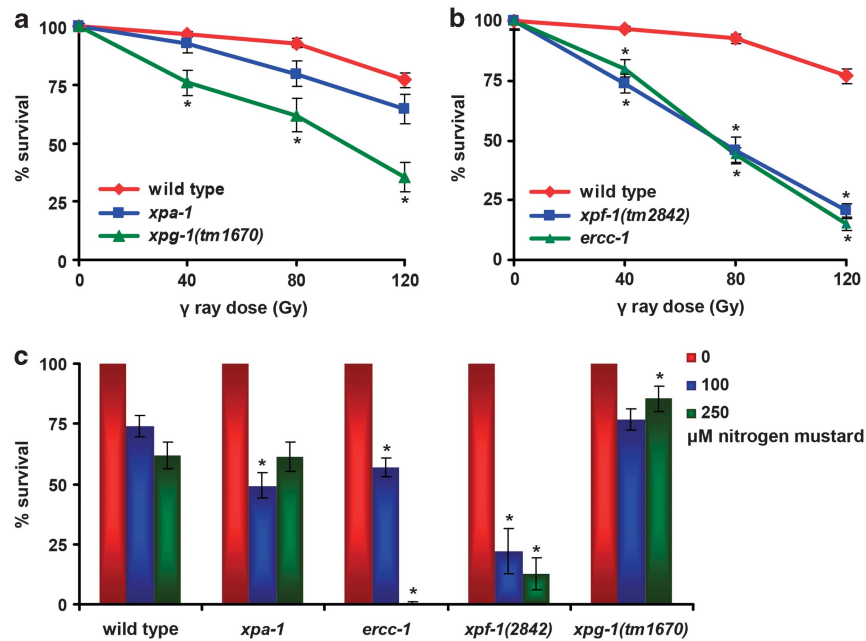 a
100
75
50
25
0
% survival
wild type
xpa-1
xpg-1(tm1670)
*
*
*
0
40
80
120
γ ray dose (Gy)
b
100
75
50
25
0
% survival
wild type
xpf-1(tm2842)
ercc-1
*
*
*
*
*
*
0
40
80
120
γ ray dose (Gy)
c
100
75
50
25
0
% survival
*
*
*
*
*
*
wild type
xpa-1
ercc-1
xpf-1(2842)
xpg-1(tm1670)
0
100
250
µM nitrogen mustard